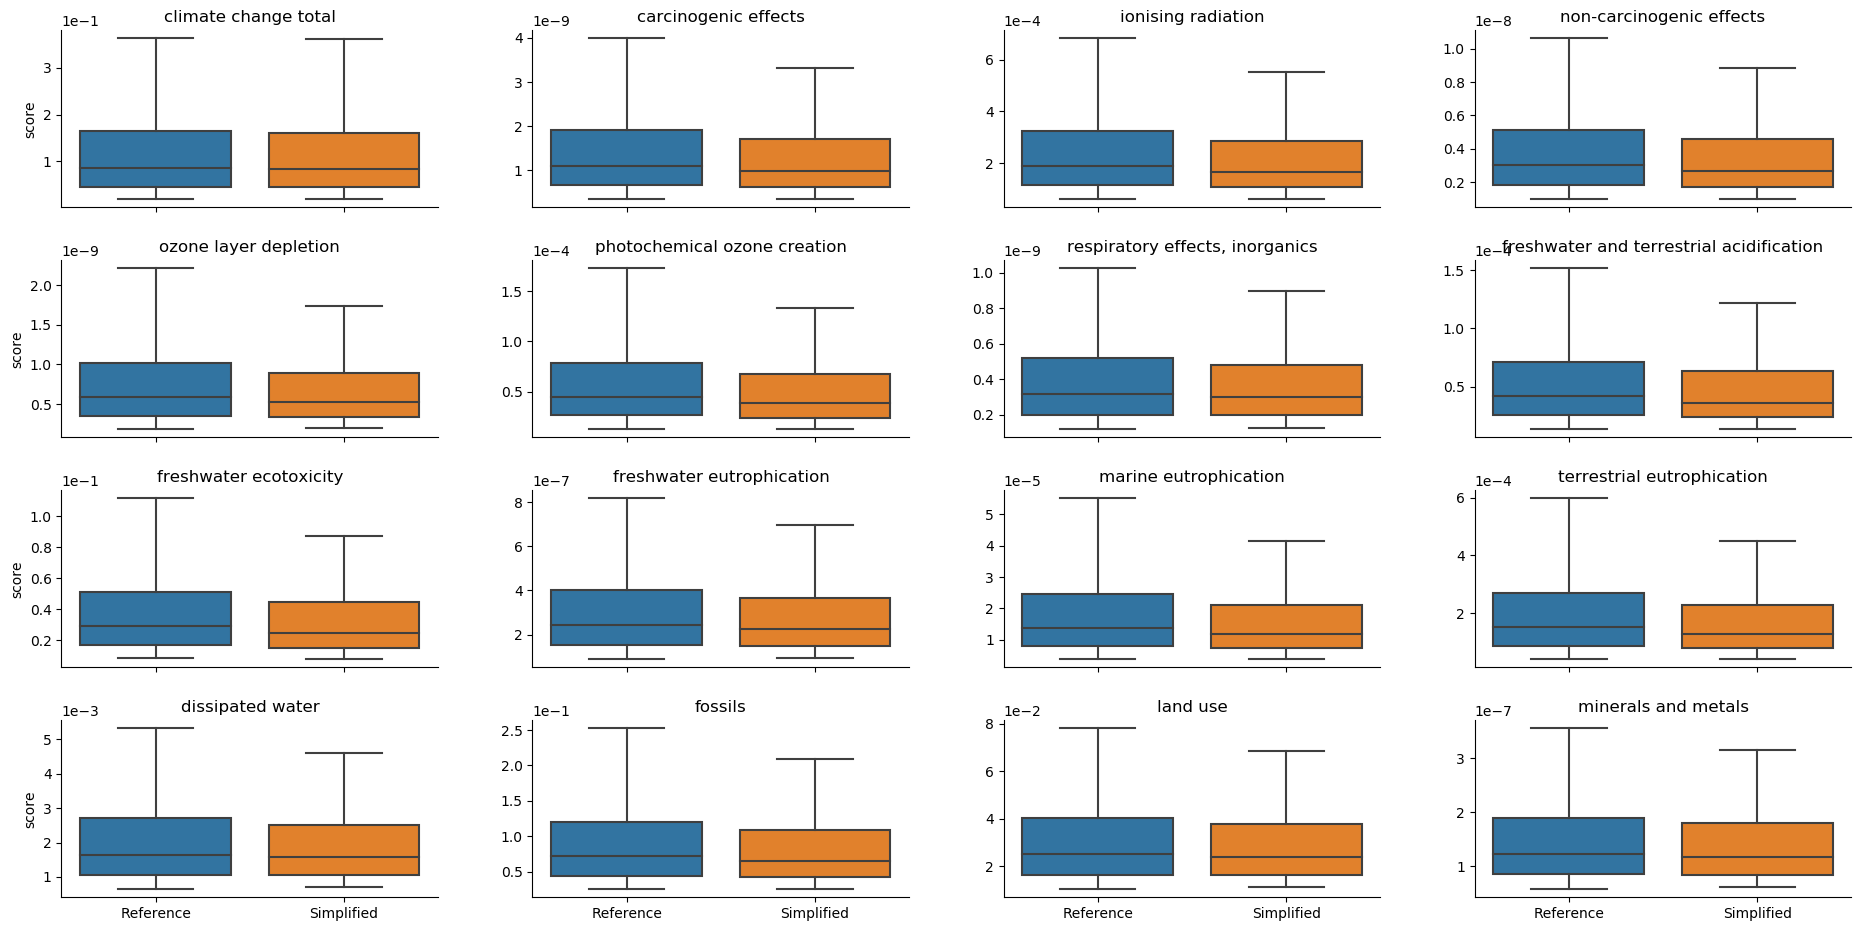 climate change total
1e−1
3
2
1
score
carcinogenic effects
1e−9
4
3
2
1
ionising radiation
1e−4
6
4
2
non-carcinogenic effects
1e−8
1.0
0.8
0.6
0.4
0.2
ozone layer depletion
1e−9
2.0
1.5
1.0
0.5
score
photochemical ozone creation
1e−4
1.5
1.0
0.5
respiratory effects, inorganics
1e−9
1.0
0.8
0.6
0.4
0.2
freshwater and terrestrial acidification
1e−4
1.5
1.0
0.5
freshwater ecotoxicity
1e−1
1.0
0.8
0.6
0.4
0.2
score
freshwater eutrophication
1e−7
8
6
4
2
marine eutrophication
1e−5
5
4
3
2
1
terrestrial eutrophication
1e−4
6
4
2
dissipated water
1e−3
5
4
3
2
1
score
Reference Simplified
fossils
1e−1
2.5
2.0
1.5
1.0
0.5
Reference Simplified
land use
1e−2
8
6
4
2
Reference Simplified
minerals and metals
1e−7
3
2
1
Reference Simplified